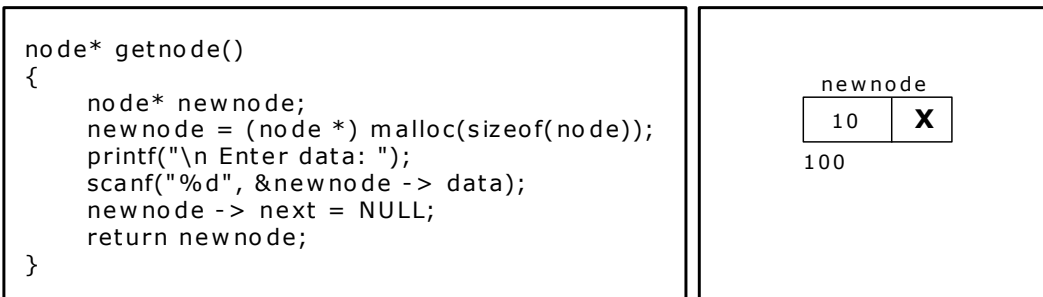 node* getnode()
{
node* newnode;
newnode = (node *) malloc(sizeof(node));
printf("\n Enter data: ");
scanf("%d", &newnode -> data);
newnode -> next = NULL;
return newnode;
}
newnode
10 X
100